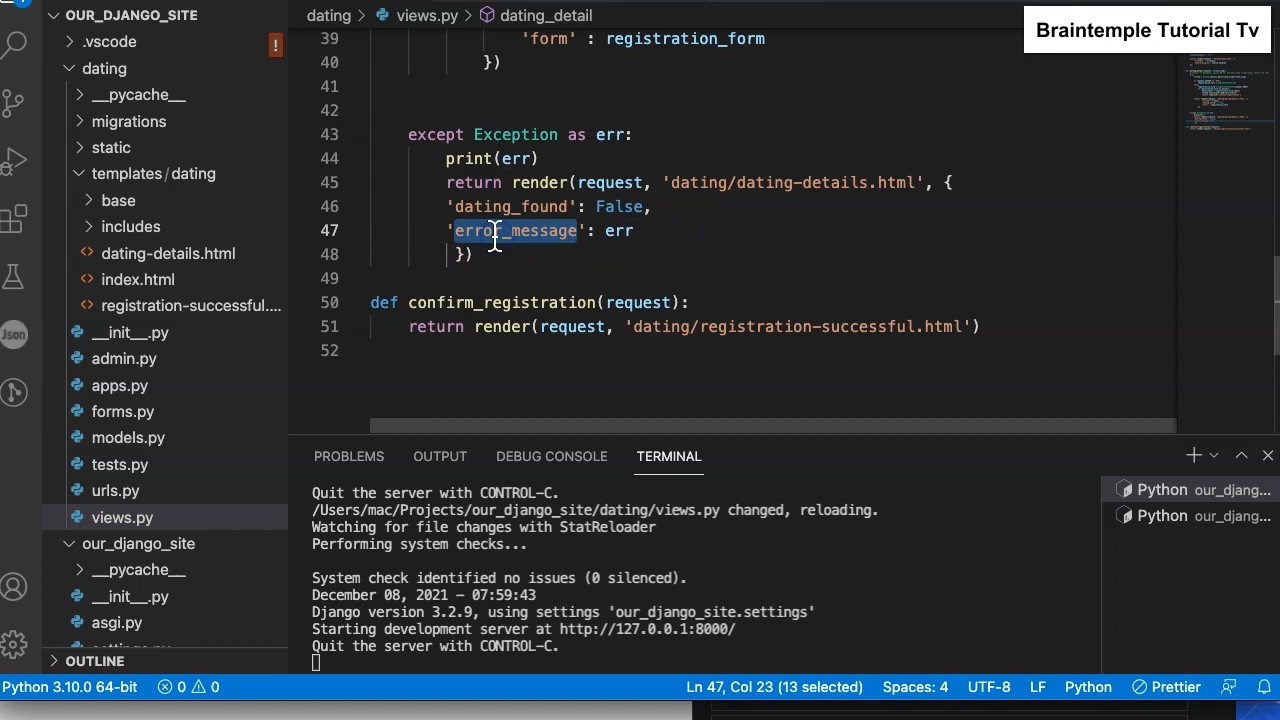 OUR_DJANGO_SITE
dating > views.py > dating_detail
Braintemple Tutorial Tv
.vscode
dating
__pycache__
migrations
static
templates/dating
base
includes
dating-details.html
index.html
registration-successful....
__init__.py
admin.py
apps.py
forms.py
models.py
tests.py
urls.py
views.py
our_django_site
__pycache__
__init__.py
asgi.py
OUTLINE
Json
39 'form' : registration_form
40 })
41
42
43 except Exception as err:
44 print(err)
45 return render(request, 'dating/dating-details.html', {
46 'dating_found': False,
47 'error_message': err
48 })
49
50 def confirm_registration(request):
51 return render(request, 'dating/registration-successful.html')
52
PROBLEMS OUTPUT DEBUG CONSOLE TERMINAL
Quit the server with CONTROL-C.
/Users/mac/Projects/our_django_site/dating/views.py changed, reloading.
Watching for file changes with StatReloader
Performing system checks...
System check identified no issues (0 silenced).
December 08, 2021 - 07:59:43
Django version 3.2.9, using settings 'our_django_site.settings'
Starting development server at http://127.0.0.1:8000/
Quit the server with CONTROL-C.
Python our_djang...
Python our_djang...
Python 3.10.0 64-bit 0 0 Ln 47, Col 23 (13 selected) Spaces: 4 UTF-8 LF Python Prettier